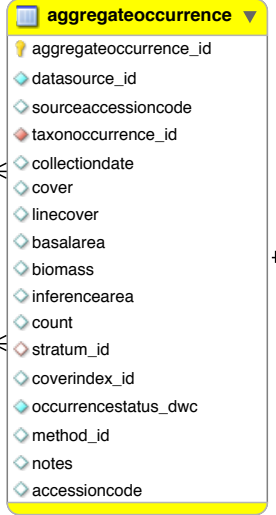 aggregateoccurrence
aggregateoccurrence_id
datasource_id
sourceaccessioncode
taxonoccurrence_id
collectiondate
cover
linecover
basalarea
biomass
inferencearea
count
stratum_id
coverindex_id
occurrencestatus_dwc
method_id
notes
accessioncode